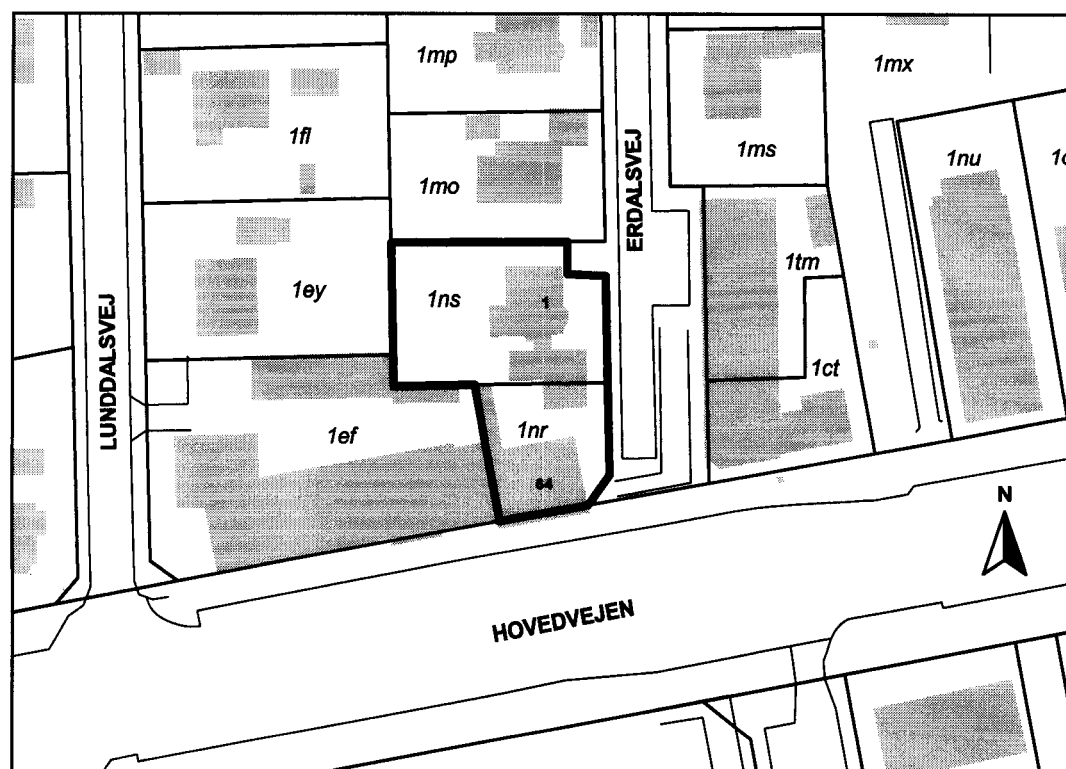 1mp
1mx
1fl
1ms
1nu
1mo
ERDALSVEJ
1tm
1ey
1ns
1
LUNDDALSVEJ
1ct
1ef
1nr
64
N
HOVEDVEJEN